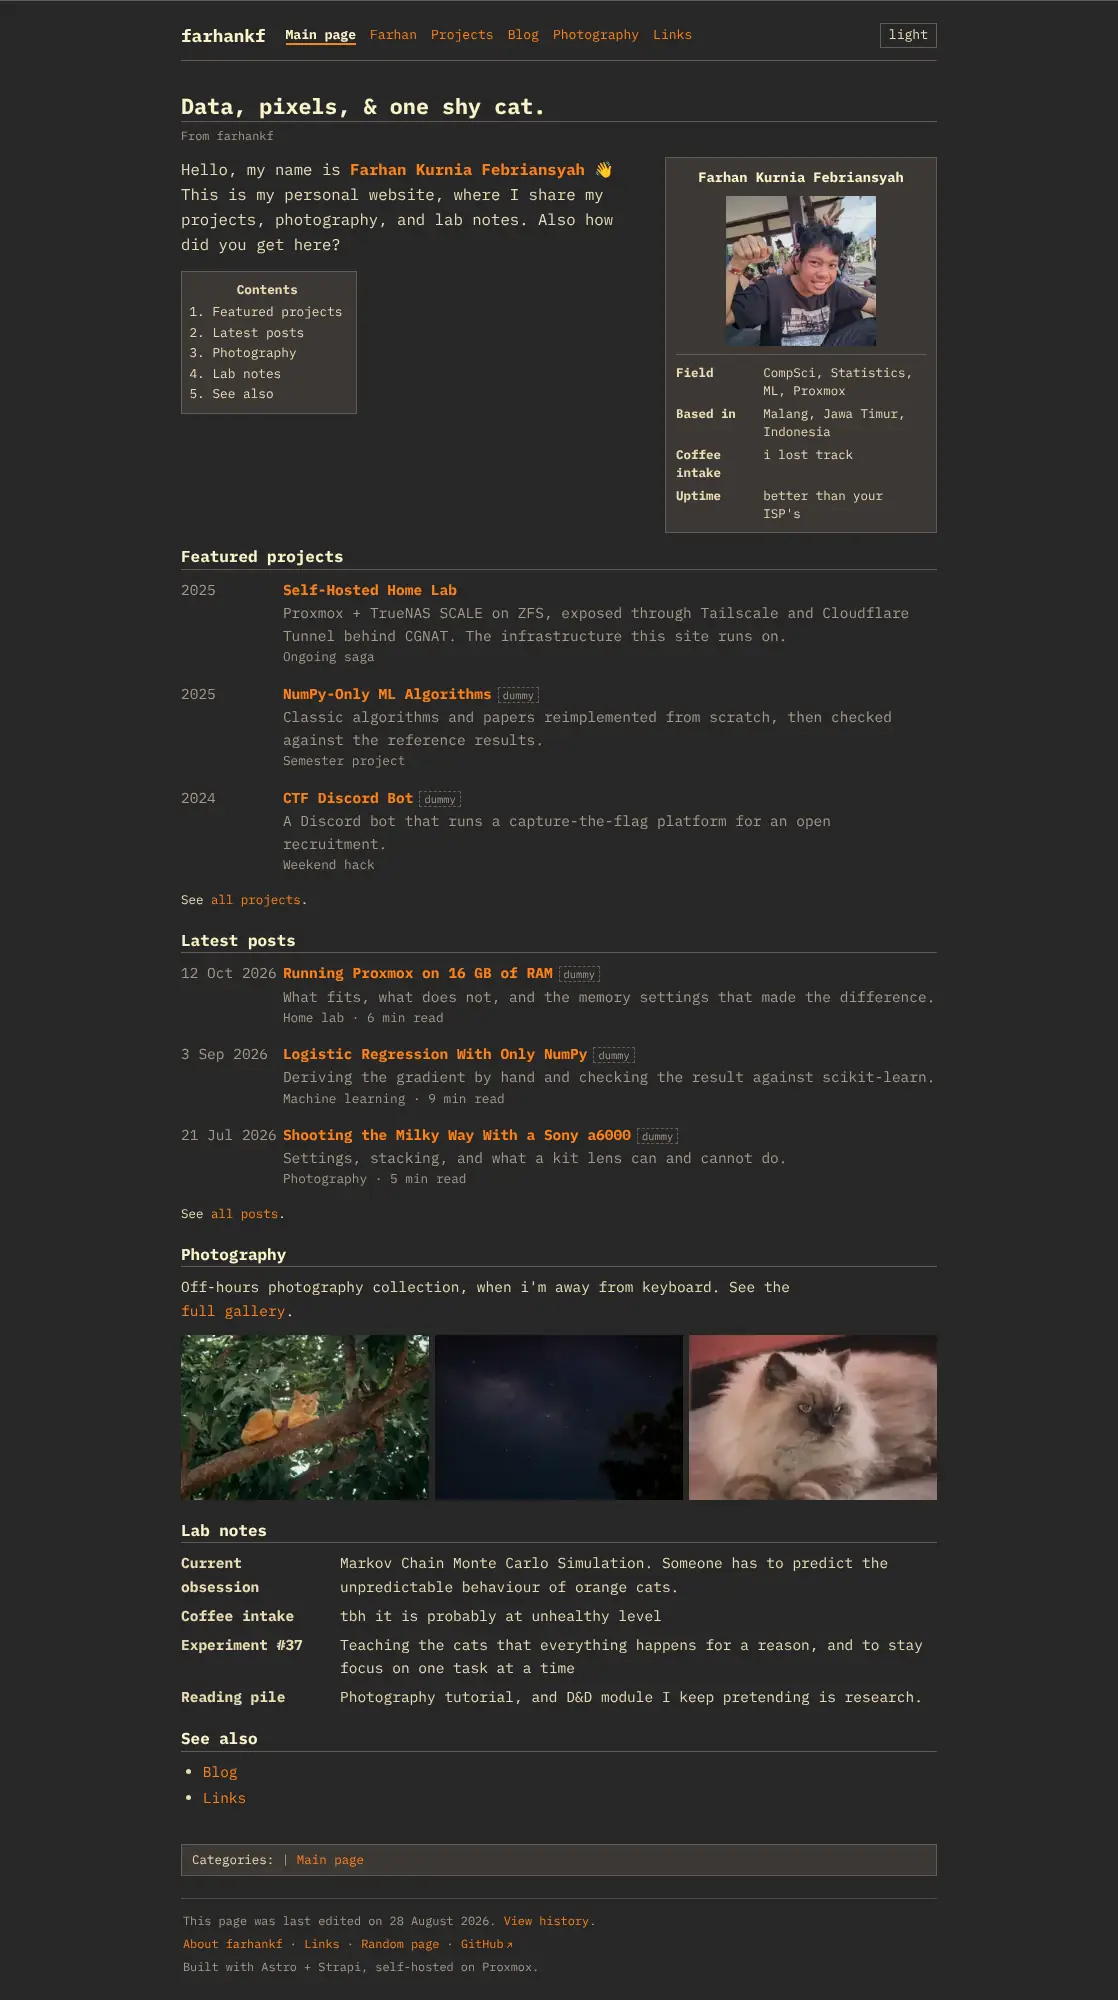 farhankf Main page Farhan Projects Blog Photography Links light
Data, pixels, & one shy cat.
From farhankf
Hello, my name is Farhan Kurnia Febriansyah 👋
This is my personal website, where I share my
projects, photography, and lab notes. Also how
did you get here?
Contents
1. Featured projects
2. Latest posts
3. Photography
4. Lab notes
5. See also
Farhan Kurnia Febriansyah
Field CompSci, Statistics,
ML, Proxmox
Based in Malang, Jawa Timur,
Indonesia
Coffee i lost track
intake
Uptime better than your
ISP's
Featured projects
2025 Self-Hosted Home Lab
Proxmox + TrueNAS SCALE on ZFS, exposed through Tailscale and Cloudflare
Tunnel behind CGNAT. The infrastructure this site runs on.
Ongoing saga
2025 NumPy-Only ML Algorithms dummy
Classic algorithms and papers reimplemented from scratch, then checked
against the reference results.
Semester project
2024 CTF Discord Bot dummy
A Discord bot that runs a capture-the-flag platform for an open
recruitment.
Weekend hack
See all projects.
Latest posts
12 Oct 2026 Running Proxmox on 16 GB of RAM dummy
What fits, what does not, and the memory settings that made the difference.
Home lab · 6 min read
3 Sep 2026 Logistic Regression With Only NumPy dummy
Deriving the gradient by hand and checking the result against scikit-learn.
Machine learning · 9 min read
21 Jul 2026 Shooting the Milky Way With a Sony a6000 dummy
Settings, stacking, and what a kit lens can and cannot do.
Photography · 5 min read
See all posts.
Photography
Off-hours photography collection, when i'm away from keyboard. See the
full gallery.
Lab notes
Current Markov Chain Monte Carlo Simulation. Someone has to predict the
obsession unpredictable behaviour of orange cats.
Coffee intake tbh it is probably at unhealthy level
Experiment #37 Teaching the cats that everything happens for a reason, and to stay
focus on one task at a time
Reading pile Photography tutorial, and D&D module I keep pretending is research.
See also
• Blog
• Links
Categories: | Main page
This page was last edited on 28 August 2026. View history.
About farhankf · Links · Random page · GitHub↗
Built with Astro + Strapi, self-hosted on Proxmox.